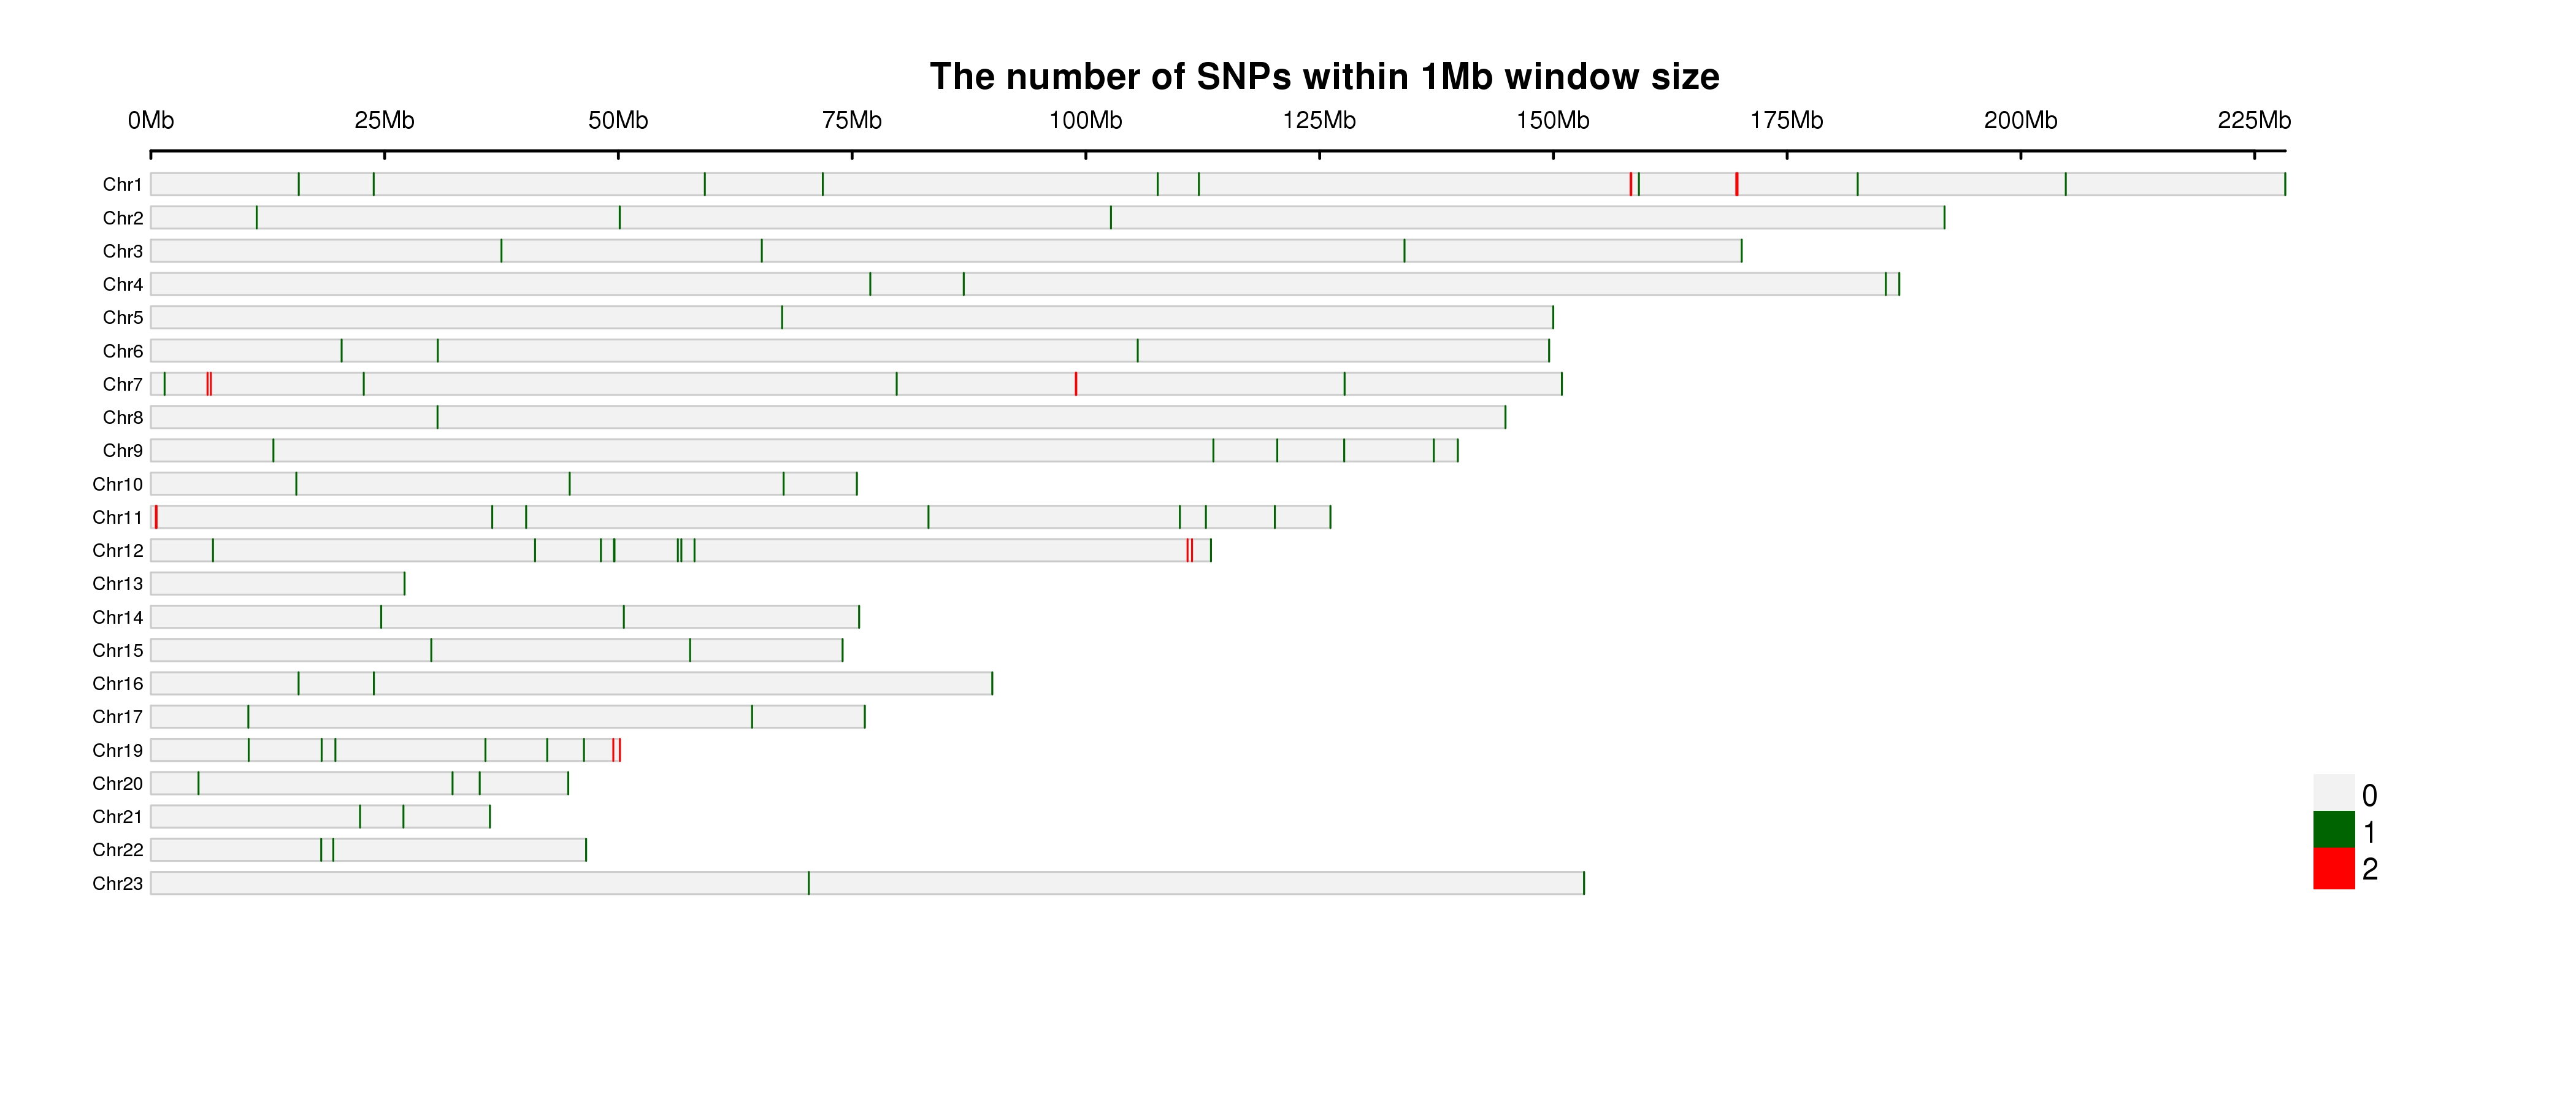 The number of SNPs within 1Mb window size
0Mb 25Mb 50Mb 75Mb 100Mb 125Mb 150Mb 175Mb 200Mb 225Mb
Chr1
Chr2
Chr3
Chr4
Chr5
Chr6
Chr7
Chr8
Chr9
Chr10
Chr11
Chr12
Chr13
Chr14
Chr15
Chr16
Chr17
Chr19
Chr20
Chr21
Chr22
Chr23
0
1
2